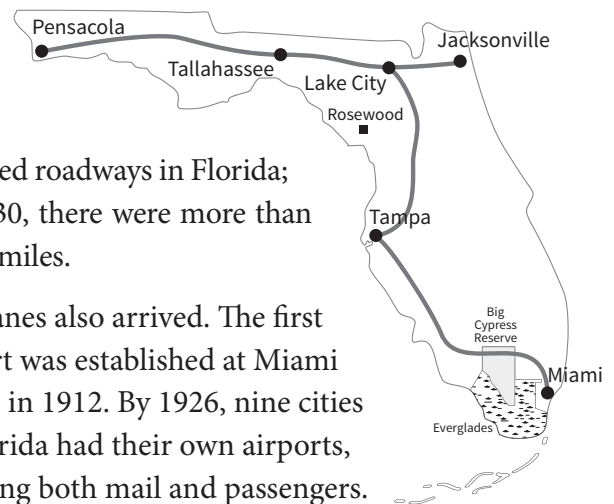 Pensacola
Jacksonville
Tallahassee
Lake City
Rosewood
ed roadways in Florida;
30, there were more than
Tampa
miles.
anes also arrived. The first
Big
Cypress
Reserve
rt was established at Miami
in 1912. By 1926, nine cities
Miami
Everglades
rida had their own airports,
ng both mail and passengers.